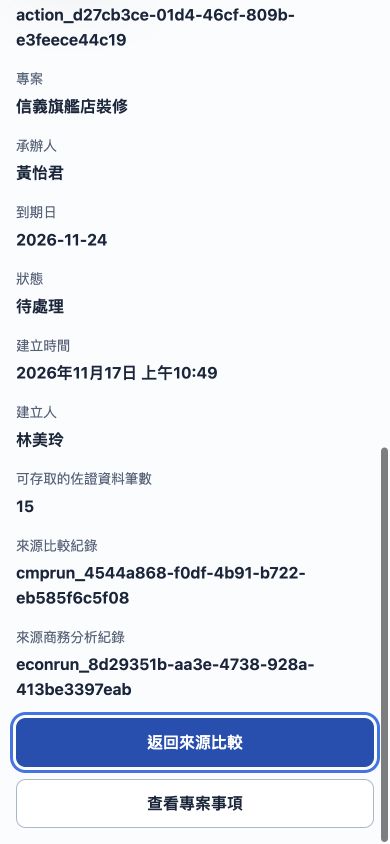 action_d27cb3ce-01d4-46cf-809b-
e3feece44c19
專案
信義旗艦店裝修
承辦人
黃怡君
到期日
2026-11-24
狀態
待處理
建立時間
2026年11月17日 上午10:49
建立人
林美玲
可存取的佐證資料筆數
15
來源比較紀錄
cmprun_4544a868-f0df-4b91-b722-
eb585f6c5f08
來源商務分析紀錄
econrun_8d29351b-aa3e-4738-928a-
413be3397eab
返回來源比較
查看專案事項